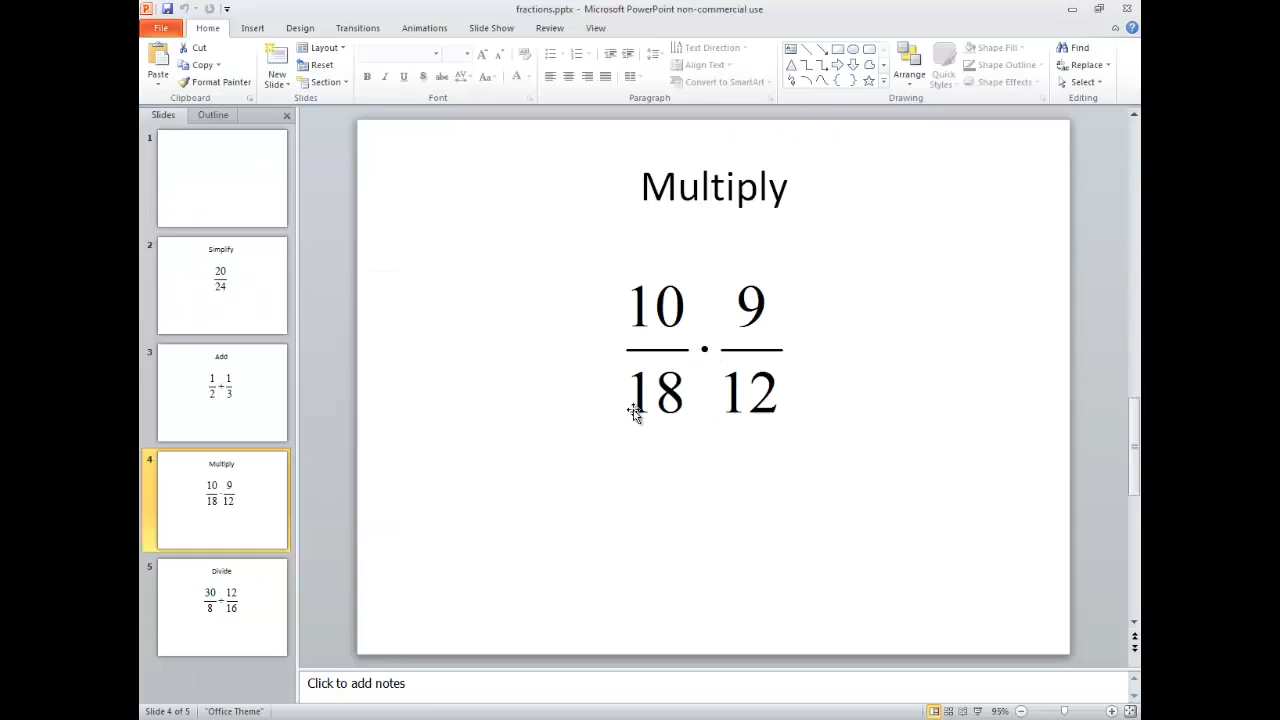 fractions.pptx - Microsoft PowerPoint non-commercial use
File Home Insert Design Transitions Animations Slide Show Review View
Paste
Cut
Copy
Format Painter
Clipboard
New Slide
Layout
Reset
Section
Slides
B I U S abc AV Aa A
Font
Text Direction
Align Text
Convert to SmartArt
Paragraph
Arrange
Quick Styles
Shape Fill
Shape Outline
Shape Effects
Drawing
Find
Replace
Select
Editing
Slides Outline
1
2
Simplify
20
24
3
Add
1 1
+
2 3
4
Multiply
10 9
·
18 12
5
Divide
30 12
÷
8 16
Multiply
10 9
·
18 12
Click to add notes
Slide 4 of 5 "Office Theme" 95%